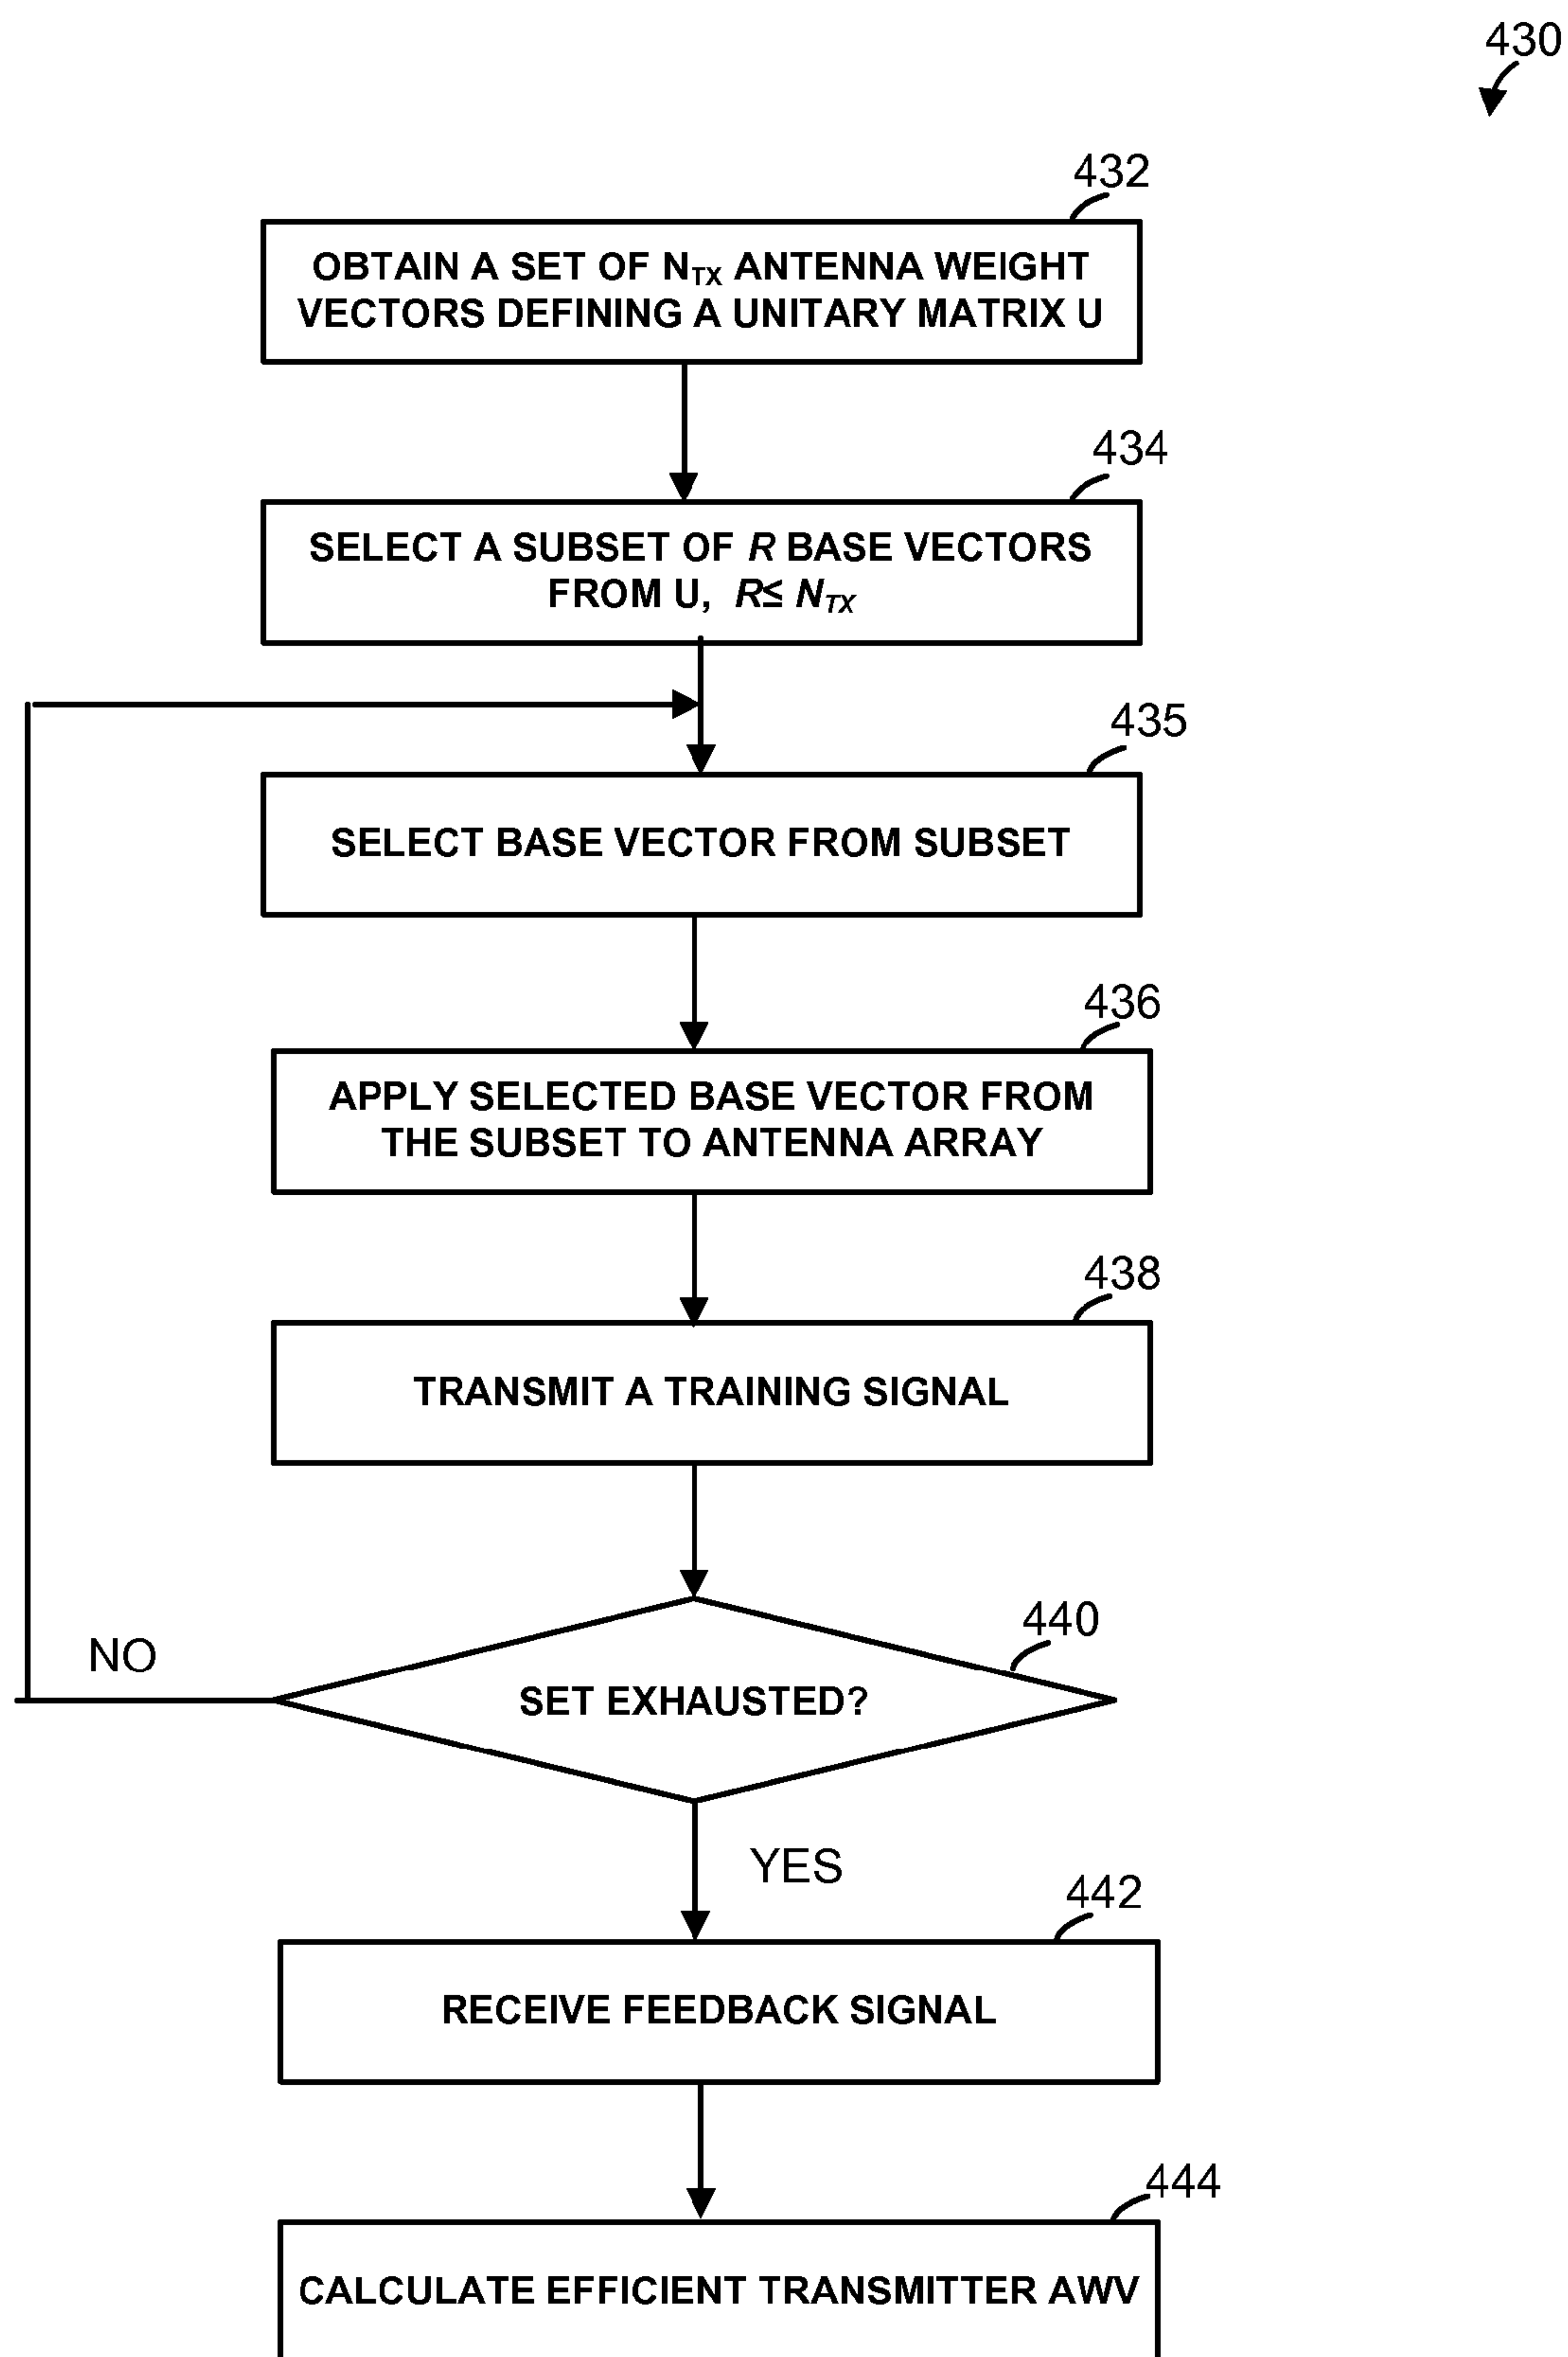 430
432
OBTAIN A SET OF N_TX ANTENNA WEIGHT
VECTORS DEFINING A UNITARY MATRIX U
434
SELECT A SUBSET OF R BASE VECTORS
FROM U, R≤ N_TX
435
SELECT BASE VECTOR FROM SUBSET
436
APPLY SELECTED BASE VECTOR FROM
THE SUBSET TO ANTENNA ARRAY
438
TRANSMIT A TRAINING SIGNAL
440
NO
SET EXHAUSTED?
YES
442
RECEIVE FEEDBACK SIGNAL
444
CALCULATE EFFICIENT TRANSMITTER AWV